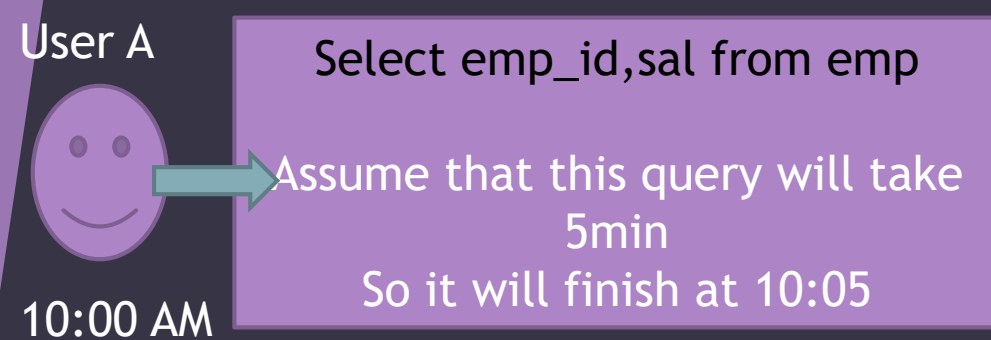 User A
Select emp_id,sal from emp
Assume that this query will take
5min
So it will finish at 10:05
10:00 AM